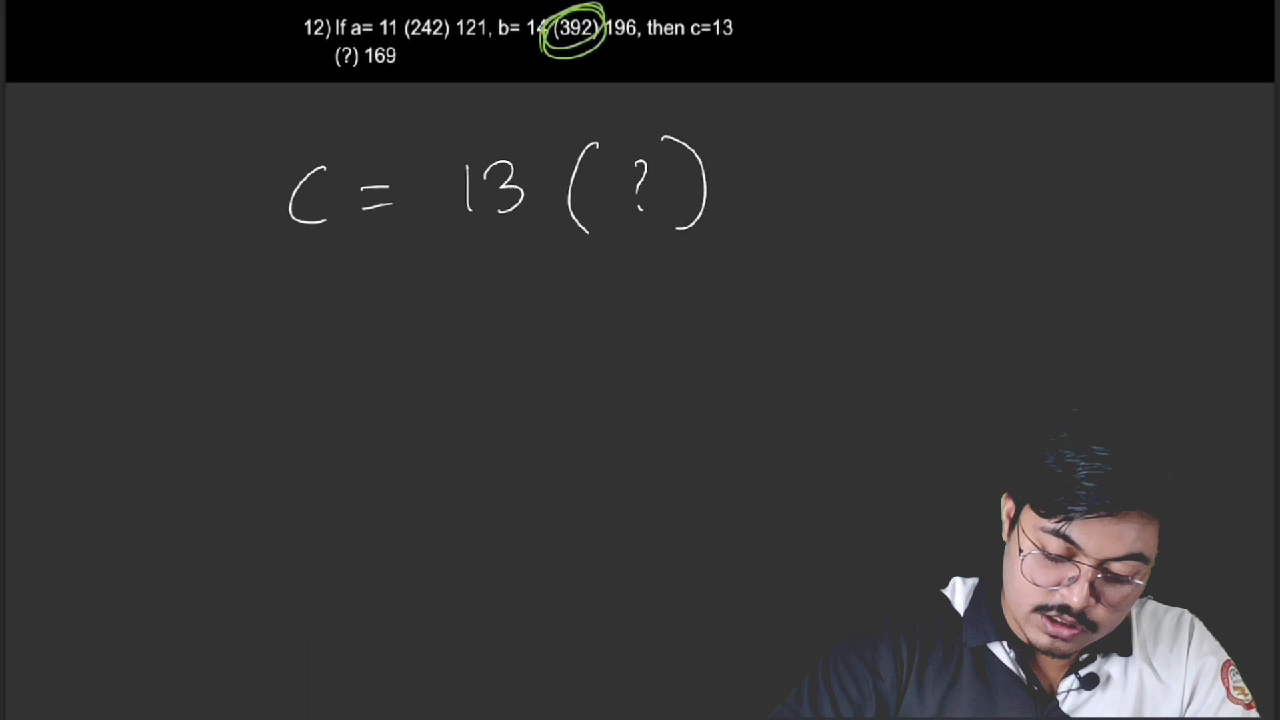 12) If a= 11 (242) 121, b= 14 (392) 196, then c=13
(?) 169
C = 13 (?)